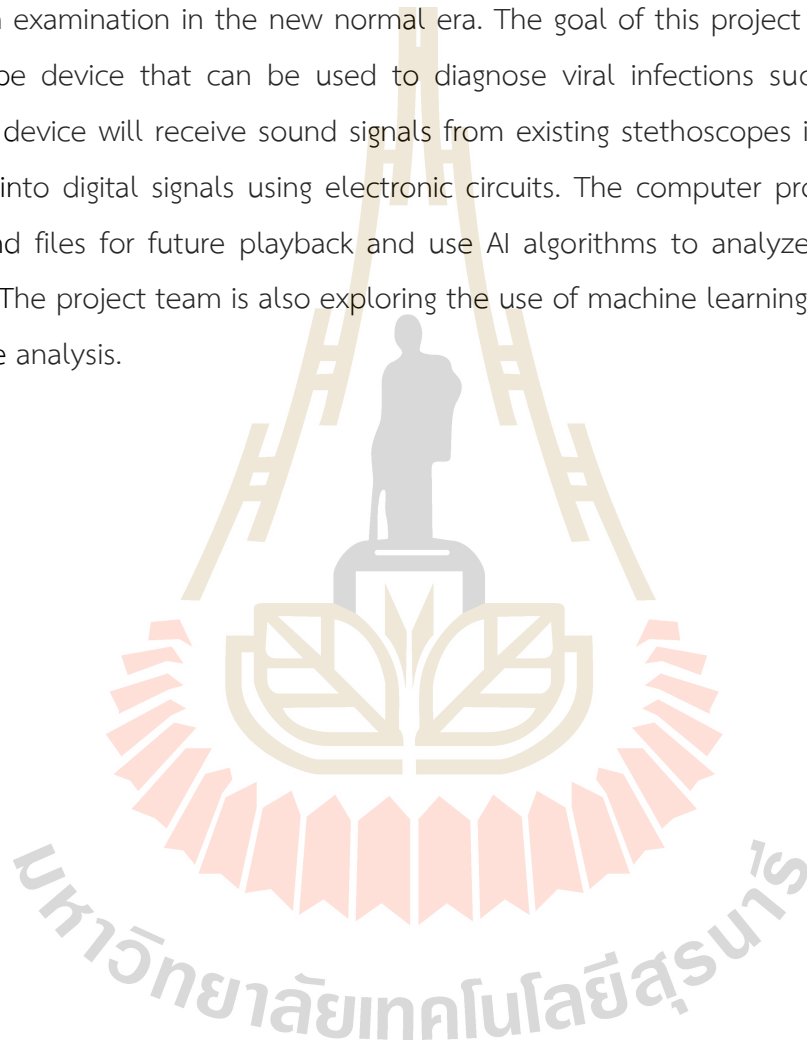 examination in the new normal era. The goal of this project
device that can be used to diagnose viral infections
device will receive sound signals from existing stethoscopes
into digital signals using electronic circuits. The computer
files for future playback and use AI algorithms to analyze
The project team is also exploring the use of machine learning
analysis.
มหาวิทยาลัยเทคโนโลยีสุรนารี